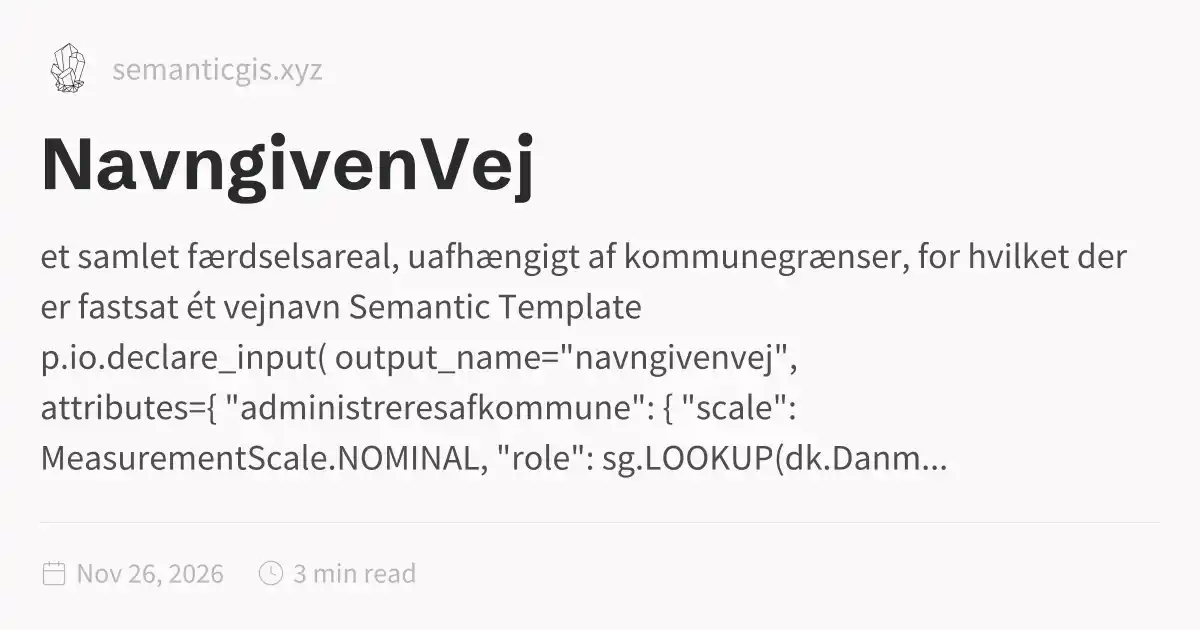 semanticgis.xyz
NavngivenVej
et samlet færdselsareal, uafhængigt af kommunegrænser, for hvilket der
er fastsat ét vejnavn Semantic Template
p.io.declare_input( output_name="navngivenvej",
attributes={ "administreresafkommune": { "scale":
MeasurementScale.NOMINAL, "role": sg.LOOKUP(dk.Danm...
Nov 26, 2026 3 min read